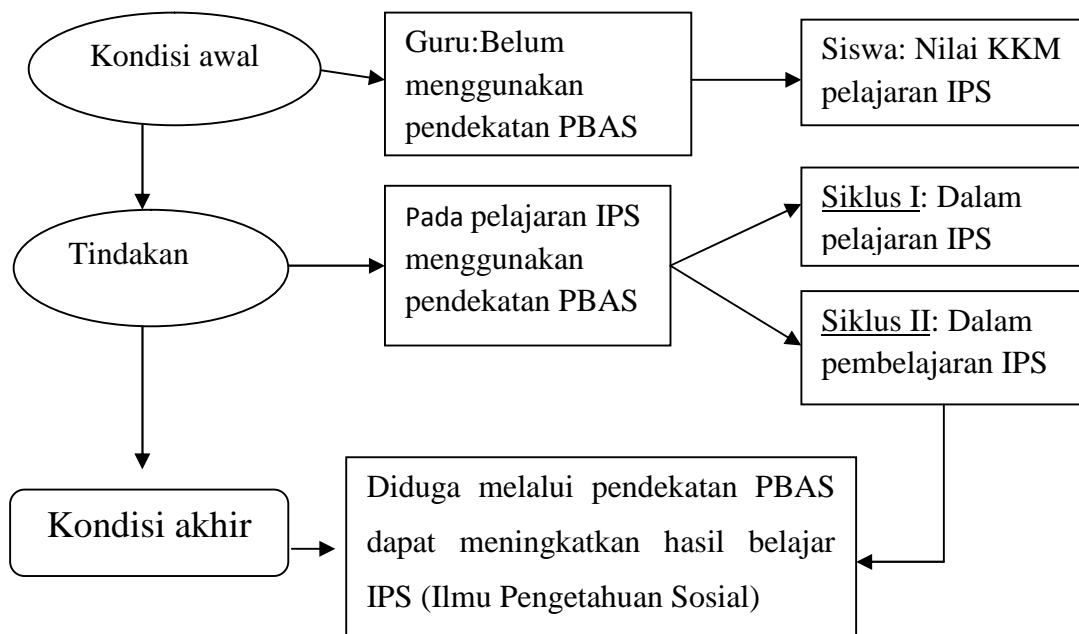 Kondisi awal
Guru:Belum
menggunakan
pendekatan PBAS
Siswa: Nilai KKM
pelajaran IPS
Tindakan
Pada pelajaran IPS
menggunakan
pendekatan PBAS
Siklus I: Dalam
pelajaran IPS
Siklus II: Dalam
pembelajaran IPS
Kondisi akhir
Diduga melalui pendekatan PBAS
dapat meningkatkan hasil belajar
IPS (Ilmu Pengetahuan Sosial)